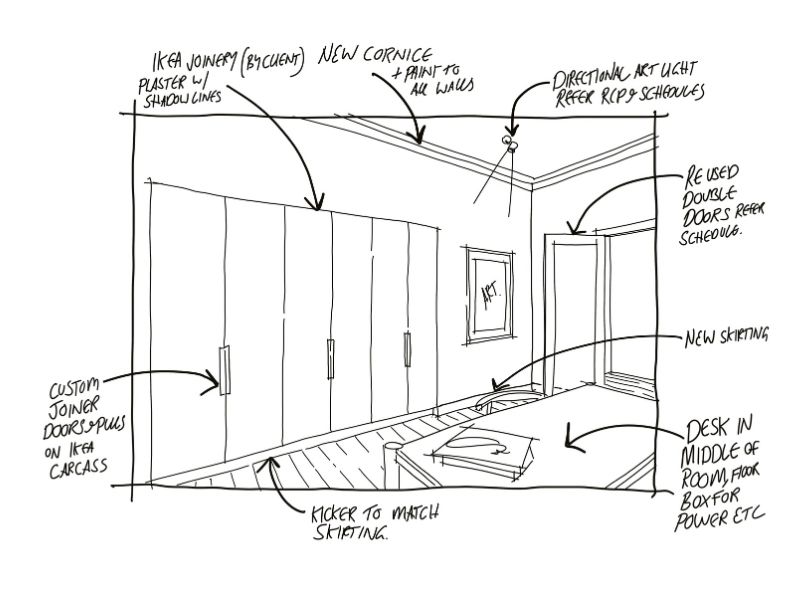 IKEA JOINERY (BY CLIENT)
PLASTER W/
SHADOWLINES
NEW CORNICE
+ PAINT TO
ALL WALLS
DIRECTIONAL ART LIGHT
REFER RCP & SCHEDULES
REUSED
DOUBLE
DOORS REFER
SCHEDULE.
ART.
NEW SKIRTING
CUSTOM
JOINER
DOORS & PULLS
ON IKEA
CARCASS
DESK IN
MIDDLE OF
ROOM, FLOOR
BOX FOR
POWER ETC
KICKER TO MATCH
SKIRTING.